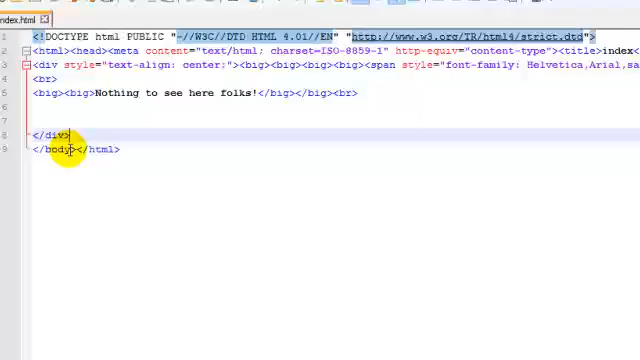 index.html
1 <!DOCTYPE html PUBLIC "-//W3C//DTD HTML 4.01//EN" "http://www.w3.org/TR/html4/strict.dtd">
2 <html><head><meta content="text/html; charset=ISO-8859-1" http-equiv="content-type"><title>index<
3 <div style="text-align: center;"><big><big><big><big><span style="font-family: Helvetica,Arial,sa
4 <br>
5 <big><big>Nothing to see here folks!</big></big><br>
6
7
8 </div>
9 </body></html>